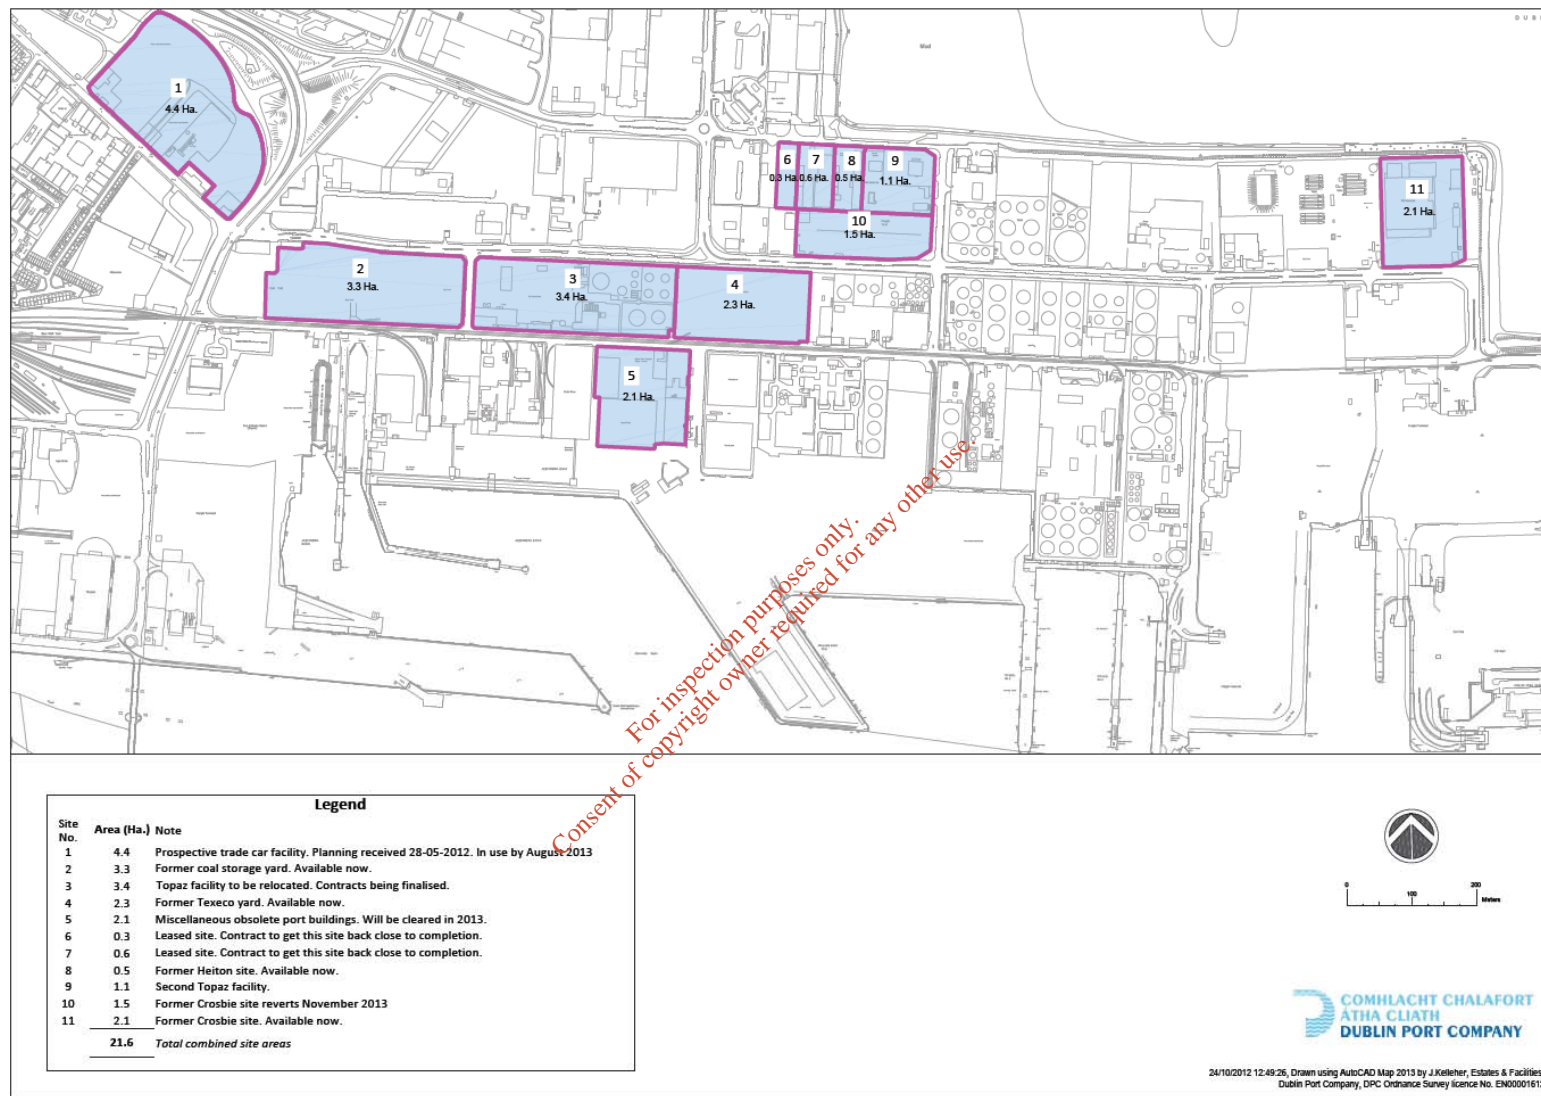 DUB
Mud
1
4.4 Ha.
6
7
8
9
0.3 Ha.
0.6 Ha.
0.5 Ha.
1.1 Ha.
10
1.5 Ha.
11
2.1 Ha.
2
3.3 Ha.
3
3.4 Ha.
4
2.3 Ha.
5
2.1 Ha.
For inspection purposes only.
Consent of copyright owner required for any other use.
Legend
Site No. Area (Ha.) Note
1 4.4 Prospective trade car facility. Planning received 28-05-2012. In use by August 2013
2 3.3 Former coal storage yard. Available now.
3 3.4 Topaz facility to be relocated. Contracts being finalised.
4 2.3 Former Texeco yard. Available now.
5 2.1 Miscellaneous obsolete port buildings. Will be cleared in 2013.
6 0.3 Leased site. Contract to get this site back close to completion.
7 0.6 Leased site. Contract to get this site back close to completion.
8 0.5 Former Heiton site. Available now.
9 1.1 Second Topaz facility.
10 1.5 Former Crosbie site reverts November 2013
11 2.1 Former Crosbie site. Available now.
21.6 Total combined site areas
0 100 200
Meters
COMHLACHT CHALAFORT
ÁTHA CLIATH
DUBLIN PORT COMPANY
24/10/2012 12:49:26, Drawn using AutoCAD Map 2013 by J.Kelleher, Estates & Facilities
Dublin Port Company, DPC Ordnance Survey licence No. EN0000161